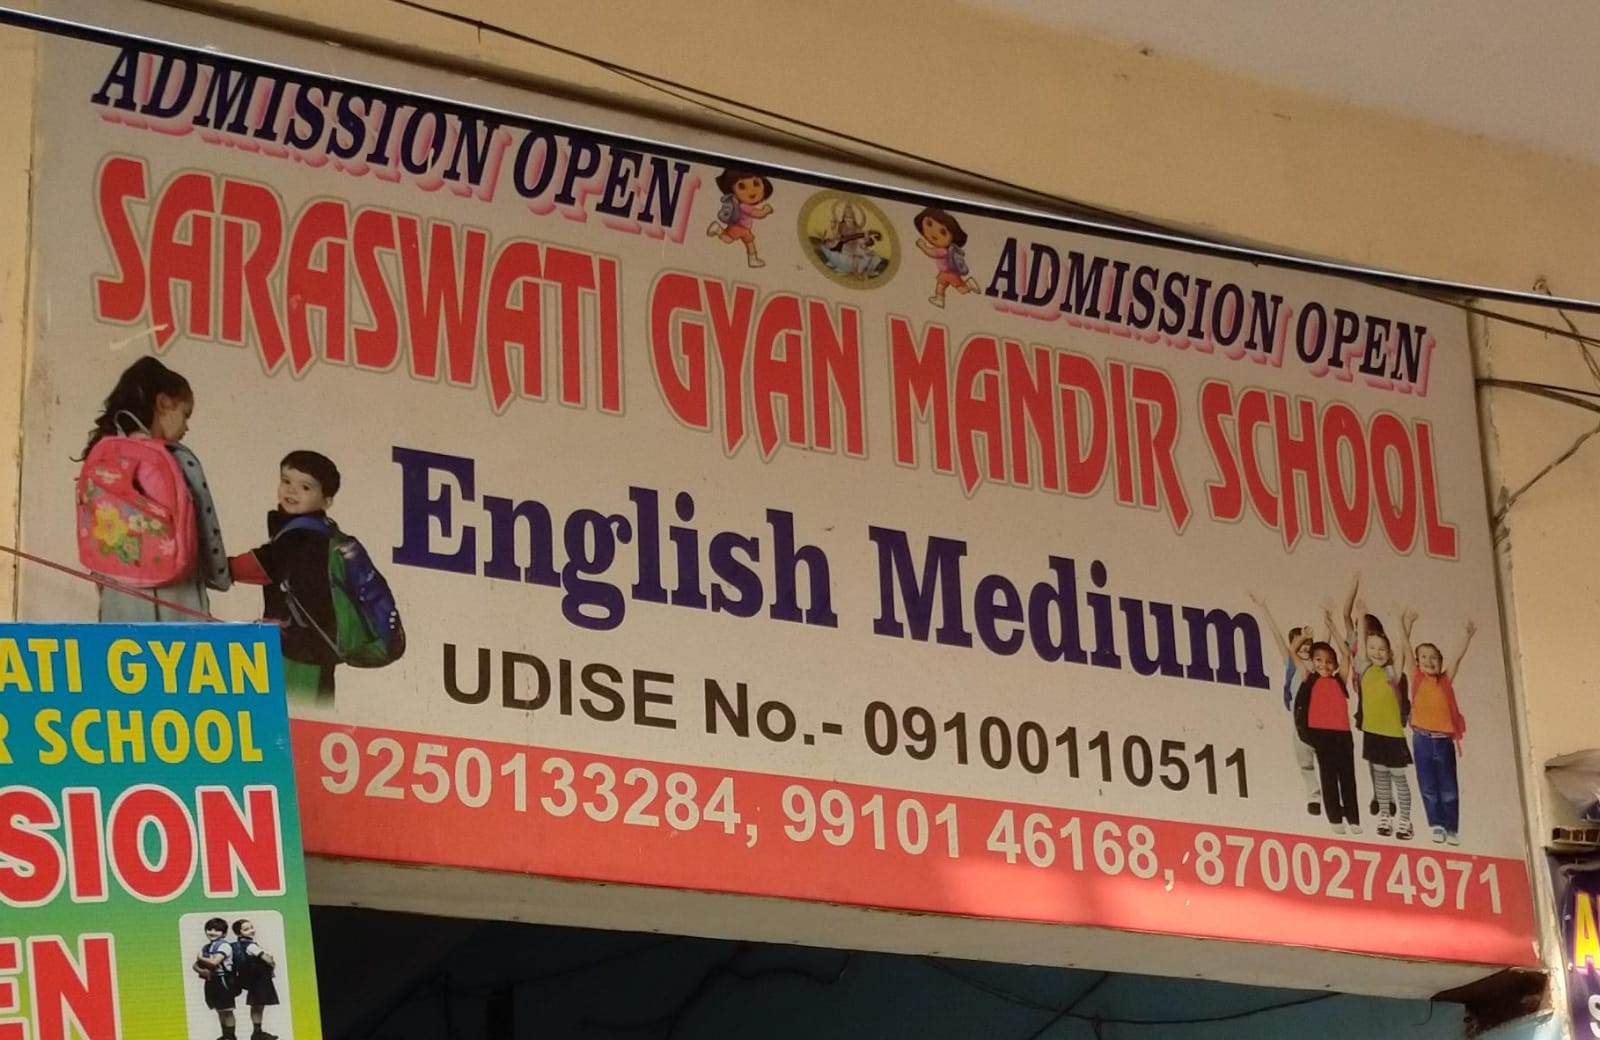 ADMISSION OPEN
ADMISSION OPEN
SARASWATI GYAN MANDIR SCHOOL
English Medium
UDISE No.- 09100110511
9250133284, 99101 46168, 8700274971
ATI GYAN
R SCHOOL
SION
EN